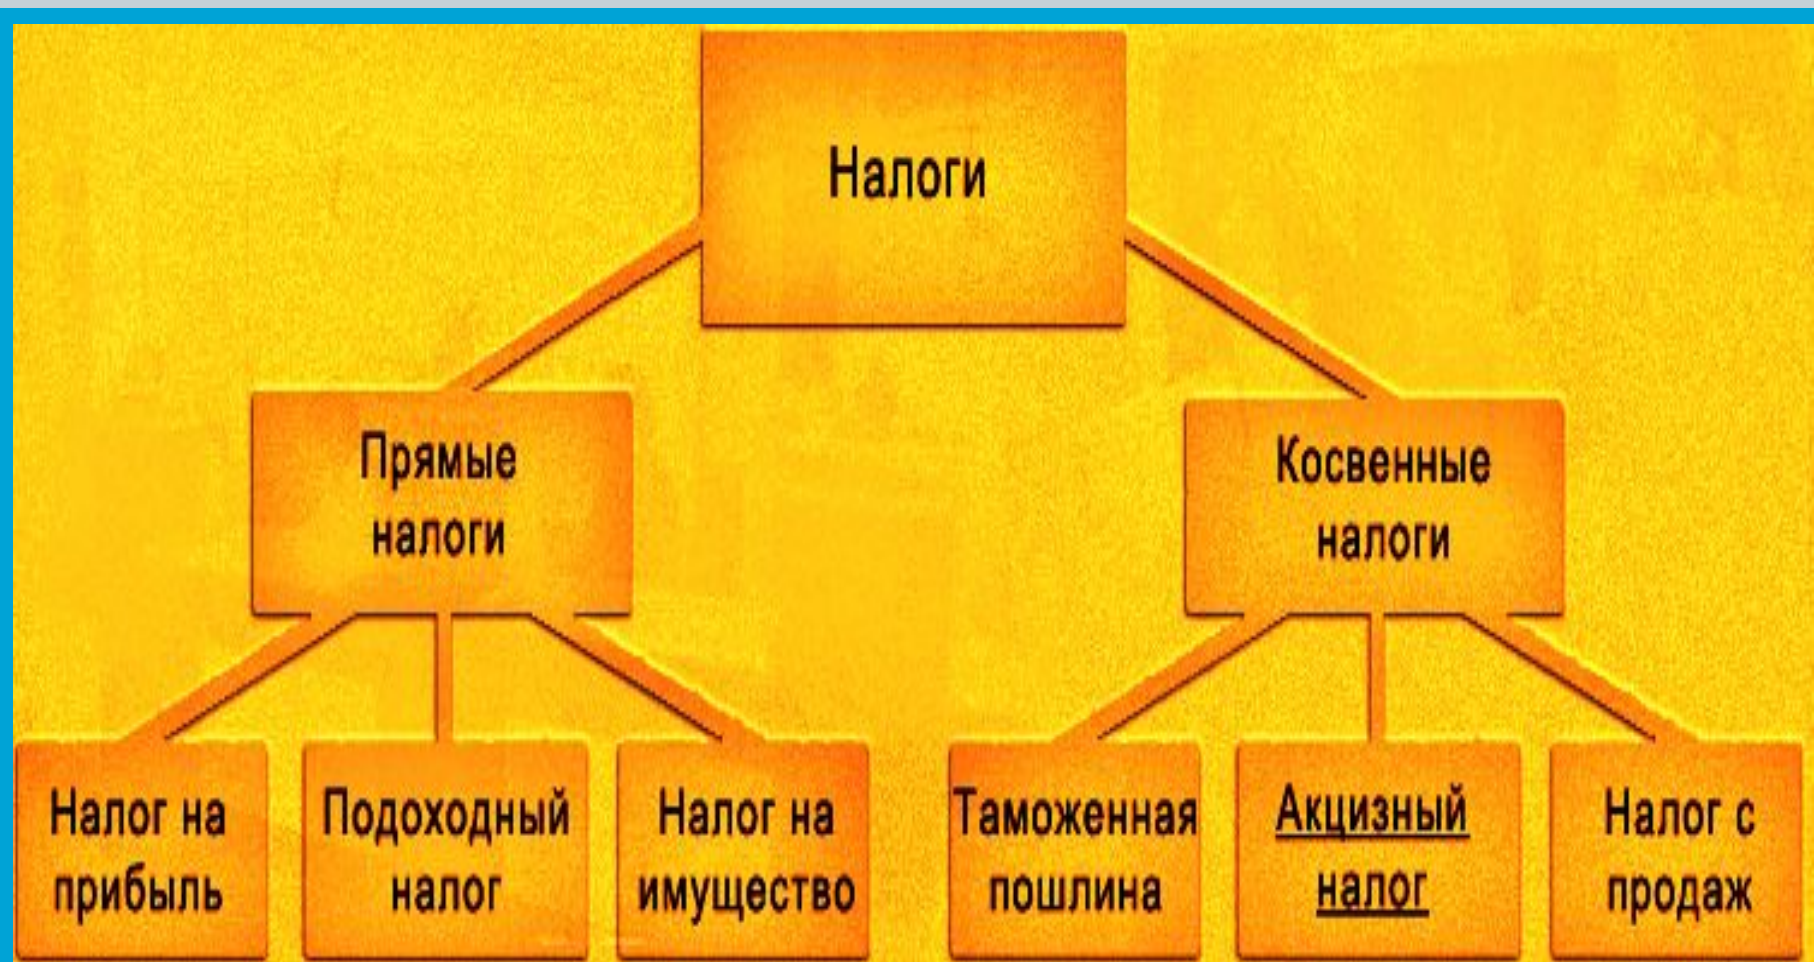 Налоги
Прямые
налоги
Косвенные
налоги
Налог на
прибыль
Подоходный
налог
Налог на
имущество
Таможенная
пошлина
Акцизный
налог
Налог с
продаж